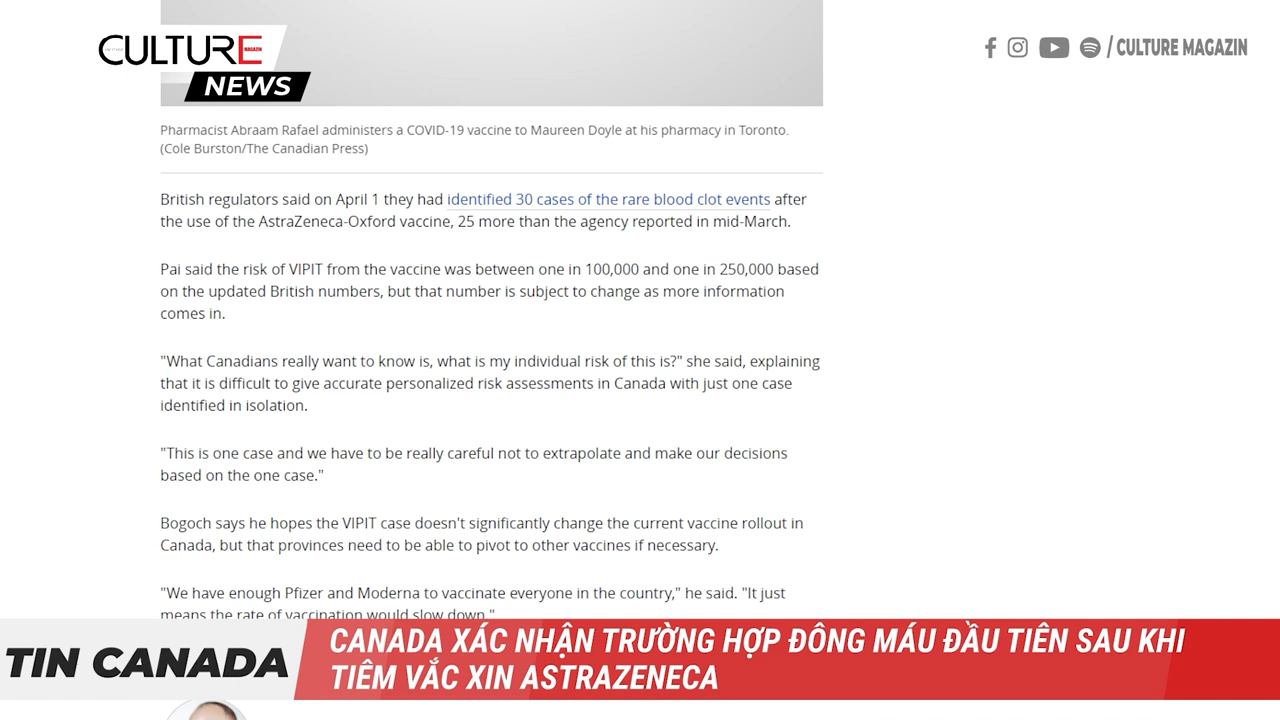 CULTURE MAGAZIN
NEWS
/ CULTURE MAGAZIN
Pharmacist Abraam Rafael administers a COVID-19 vaccine to Maureen Doyle at his pharmacy in Toronto.
(Cole Burston/The Canadian Press)
British regulators said on April 1 they had identified 30 cases of the rare blood clot events after
the use of the AstraZeneca-Oxford vaccine, 25 more than the agency reported in mid-March.
Pai said the risk of VIPIT from the vaccine was between one in 100,000 and one in 250,000 based
on the updated British numbers, but that number is subject to change as more information
comes in.
"What Canadians really want to know is, what is my individual risk of this is?" she said, explaining
that it is difficult to give accurate personalized risk assessments in Canada with just one case
identified in isolation.
"This is one case and we have to be really careful not to extrapolate and make our decisions
based on the one case."
Bogoch says he hopes the VIPIT case doesn't significantly change the current vaccine rollout in
Canada, but that provinces need to be able to pivot to other vaccines if necessary.
"We have enough Pfizer and Moderna to vaccinate everyone in the country," he said. "It just
means the rate of vaccination would slow down."
TIN CANADA
CANADA XÁC NHẬN TRƯỜNG HỢP ĐÔNG MÁU ĐẦU TIÊN SAU KHI
TIÊM VẮC XIN ASTRAZENECA